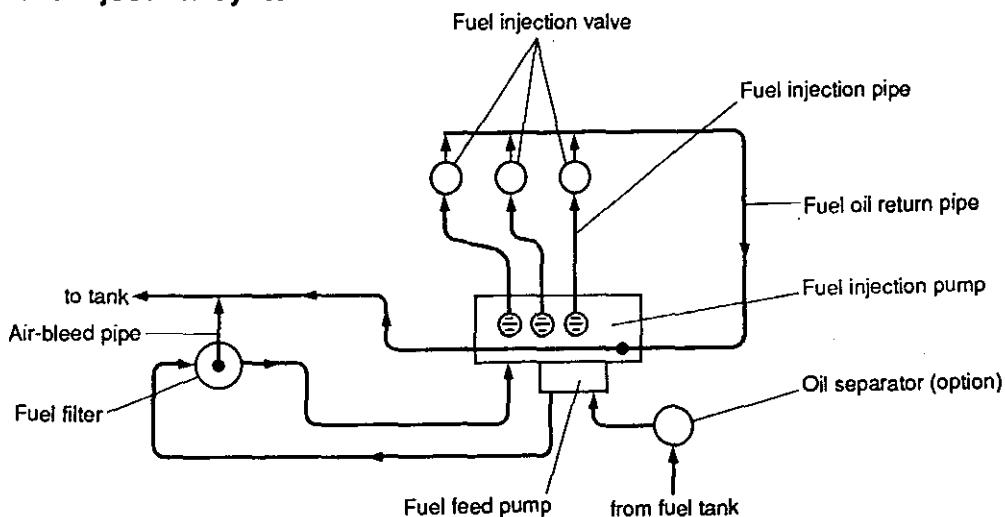 Fuel injection valve
Fuel injection pipe
Fuel oil return pipe
to tank
Fuel injection pump
Air-bleed pipe
Oil separator (option)
Fuel filter
Fuel feed pump
from fuel tank